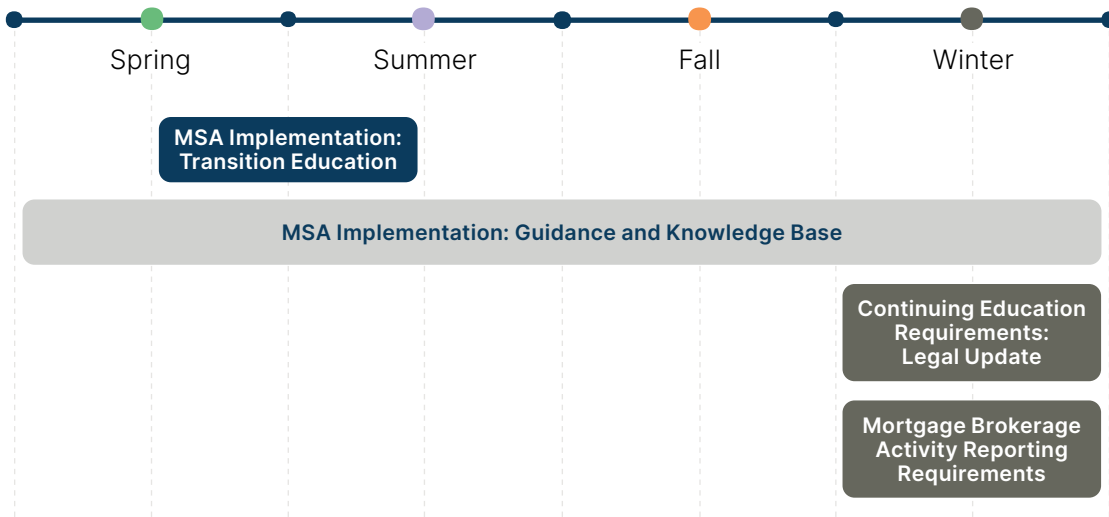 Spring
Summer
Fall
Winter
MSA Implementation:
Transition Education
MSA Implementation: Guidance and Knowledge Base
Continuing Education
Requirements:
Legal Update
Mortgage Brokerage
Activity Reporting
Requirements